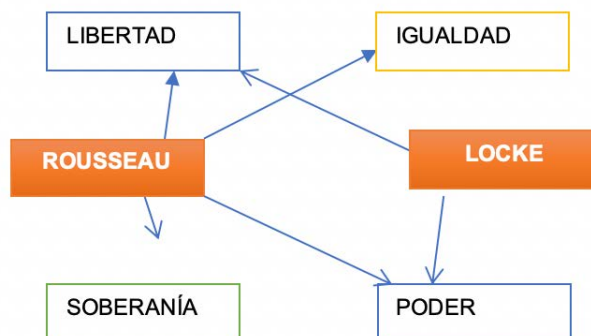 LIBERTAD
IGUALDAD
ROUSSEAU
LOCKE
SOBERANÍA
PODER